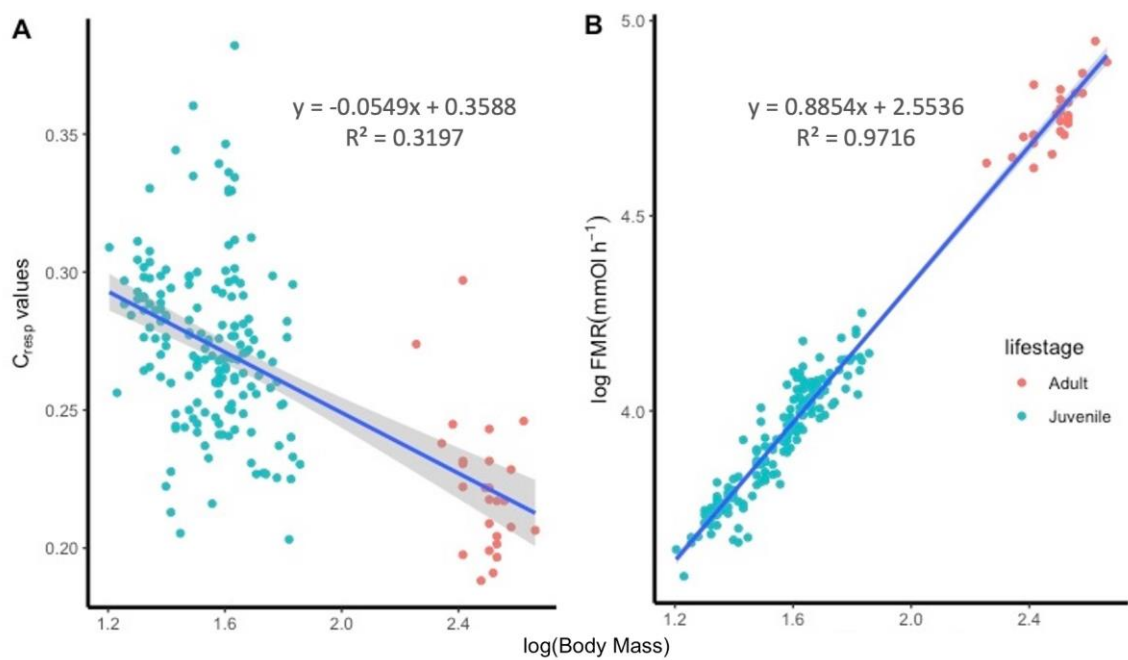 A
y = -0.0549x + 0.3588
R² = 0.3197
C_resp values
0.35
0.30
0.25
0.20
1.2
1.6
2.0
2.4
B
y = 0.8854x + 2.5536
R² = 0.9716
log FMR(mmOl h⁻¹)
5.0
4.5
4.0
1.2
1.6
2.0
2.4
lifestage
Adult
Juvenile
log(Body Mass)